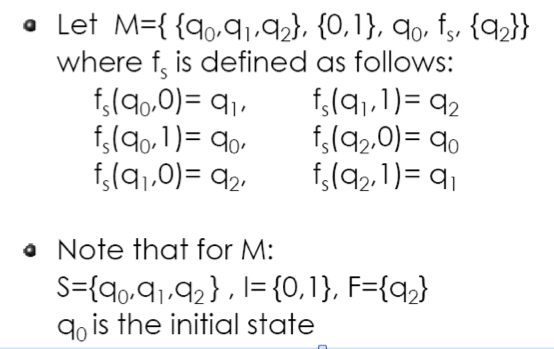 • Let M={ {q₀,q₁,q₂}, {0,1}, q₀, fₛ, {q₂}}
where fₛ is defined as follows:
fₛ(q₀,0)= q₁, fₛ(q₁,1)= q₂
fₛ(q₀,1)= q₀, fₛ(q₂,0)= q₀
fₛ(q₁,0)= q₂, fₛ(q₂,1)= q₁
• Note that for M:
S={q₀,q₁,q₂} , I={0,1}, F={q₂}
q₀ is the initial state